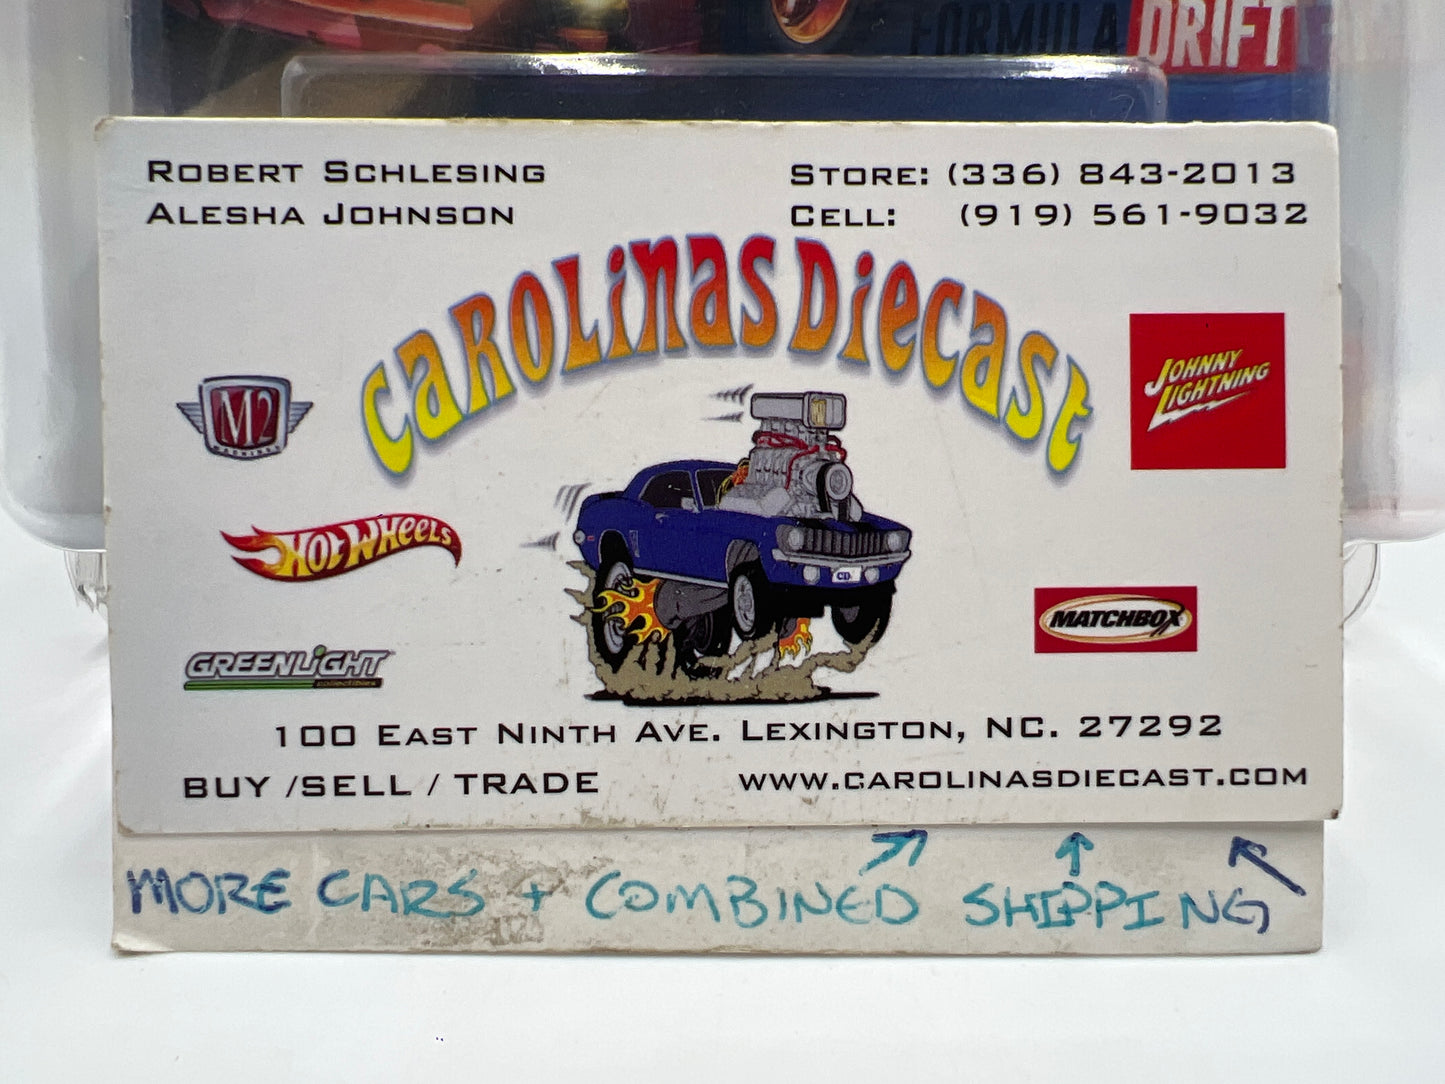 FORMULA DRIFT
ROBERT SCHLESING
ALESHA JOHNSON
STORE: (336) 843-2013
CELL: (919) 561-9032
CAROLINAS DIECAST
M2
MACHINES
JOHNNY
LIGHTNING
HOT WHEELS
CD
MATCHBOX
GREENLIGHT
collectibles
100 EAST NINTH AVE. LEXINGTON, NC. 27292
BUY /SELL / TRADE
WWW.CAROLINASDIECAST.COM
MORE CARS + COMBINED SHIPPING